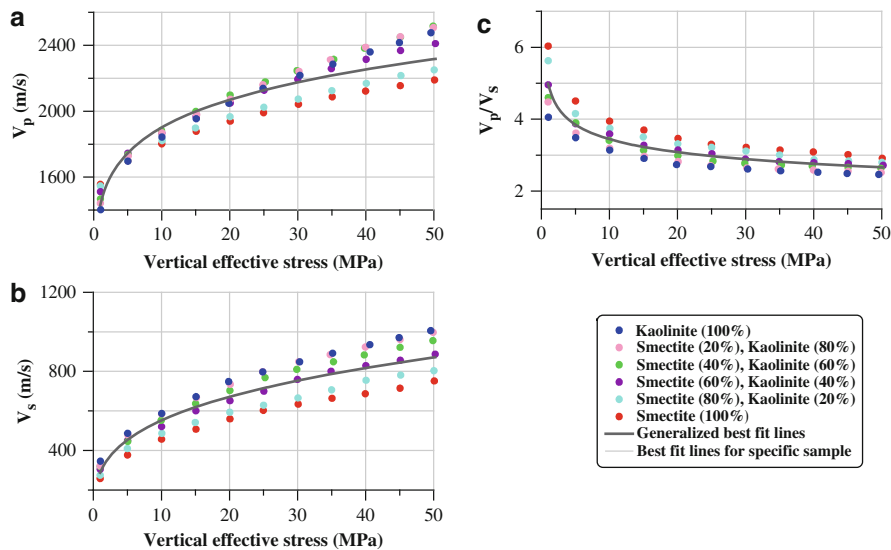 a
2400
2000
1600
V_p (m/s)
0 10 20 30 40 50
Vertical effective stress (MPa)
b
1200
800
400
V_s (m/s)
0 10 20 30 40 50
Vertical effective stress (MPa)
c
6
4
2
V_p/V_s
0 10 20 30 40 50
Vertical effective stress (MPa)
Kaolinite (100%)
Smectite (20%), Kaolinite (80%)
Smectite (40%), Kaolinite (60%)
Smectite (60%), Kaolinite (40%)
Smectite (80%), Kaolinite (20%)
Smectite (100%)
Generalized best fit lines
Best fit lines for specific sample